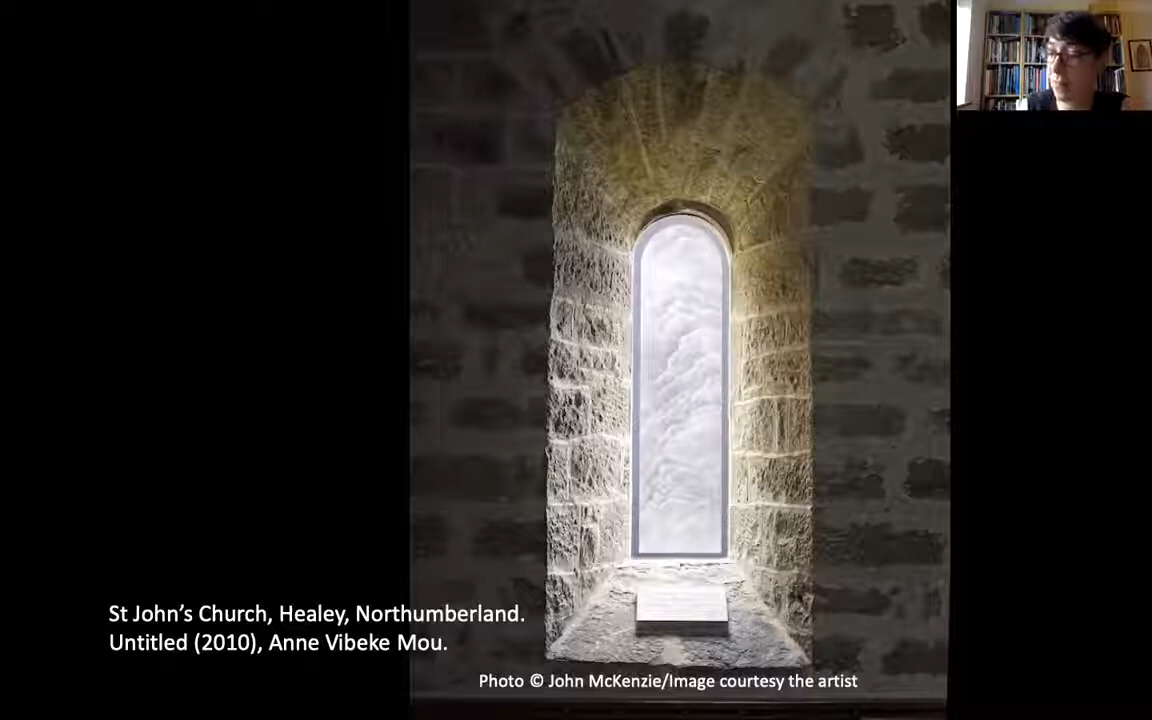 St John’s Church, Healey, Northumberland.
Untitled (2010), Anne Vibeke Mou.
Photo © John McKenzie/Image courtesy the artist